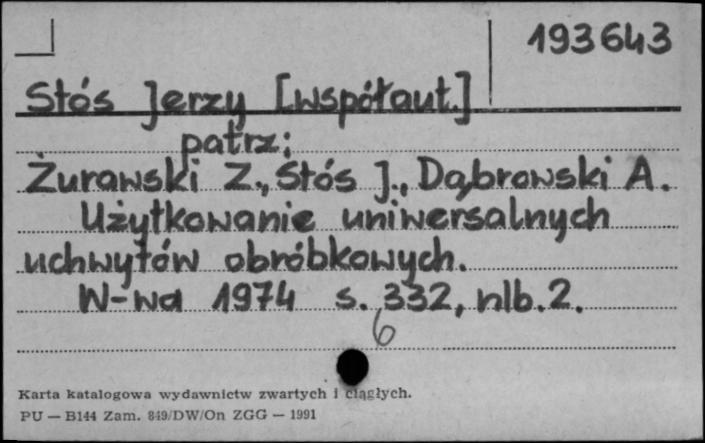 193643
Stós Jerzy [współaut.]
patrz;
Żurawski Z., Stós J., Dąbrowski A.
Użytkowanie uniwersalnych
uchwytów obróbkowych.
W-wa 1974 s. 332, nlb. 2.
6
Karta katalogowa wydawnictw zwartych i ciągłych.
PU — B144 Zam. 849/DW/On ZGG — 1991